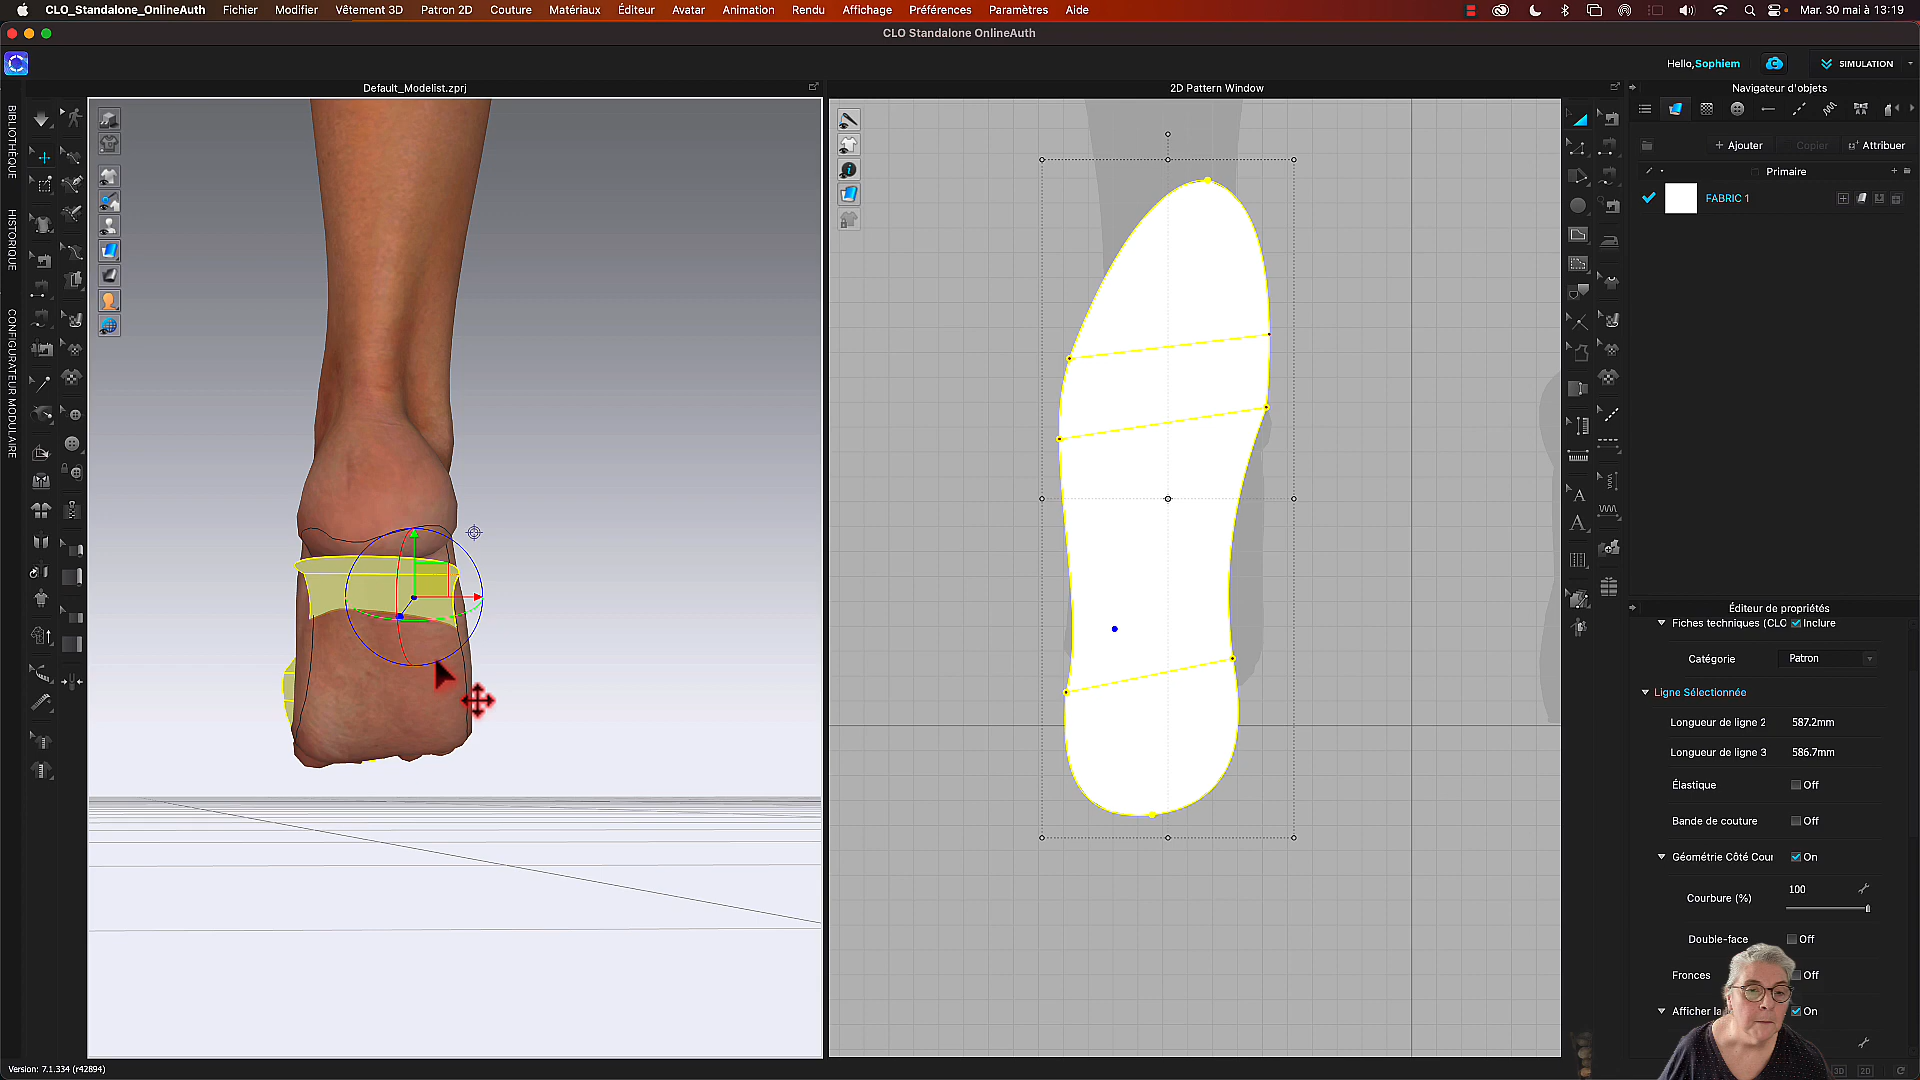 CLO_Standalone_OnlineAuth Fichier Modifier Vêtement 3D Patron 2D Couture Matériaux Éditeur Avatar Animation Rendu Affichage Préférences Paramètres Aide
Mar. 30 mai à 13:19
CLO Standalone OnlineAuth
Hello,Sophiem
SIMULATION
Default_Modelist.zprj
2D Pattern Window
Navigateur d'objets
BIBLIOTHÈQUE
HISTORIQUE
CONFIGURATEUR MODULAIRE
+ Ajouter
Copier
Attribuer
Primaire
FABRIC 1
Éditeur de propriétés
Fiches techniques (CLO
Inclure
Catégorie
Patron
Ligne Sélectionnée
Longueur de ligne 2
587.2mm
Longueur de ligne 3
586.7mm
Élastique
Off
Bande de couture
Off
Géométrie Côté Cour
On
Courbure (%)
100
Double-face
Off
Fronces
Off
Afficher la
On
Version: 7.1.334 (r42894)
3D
2D